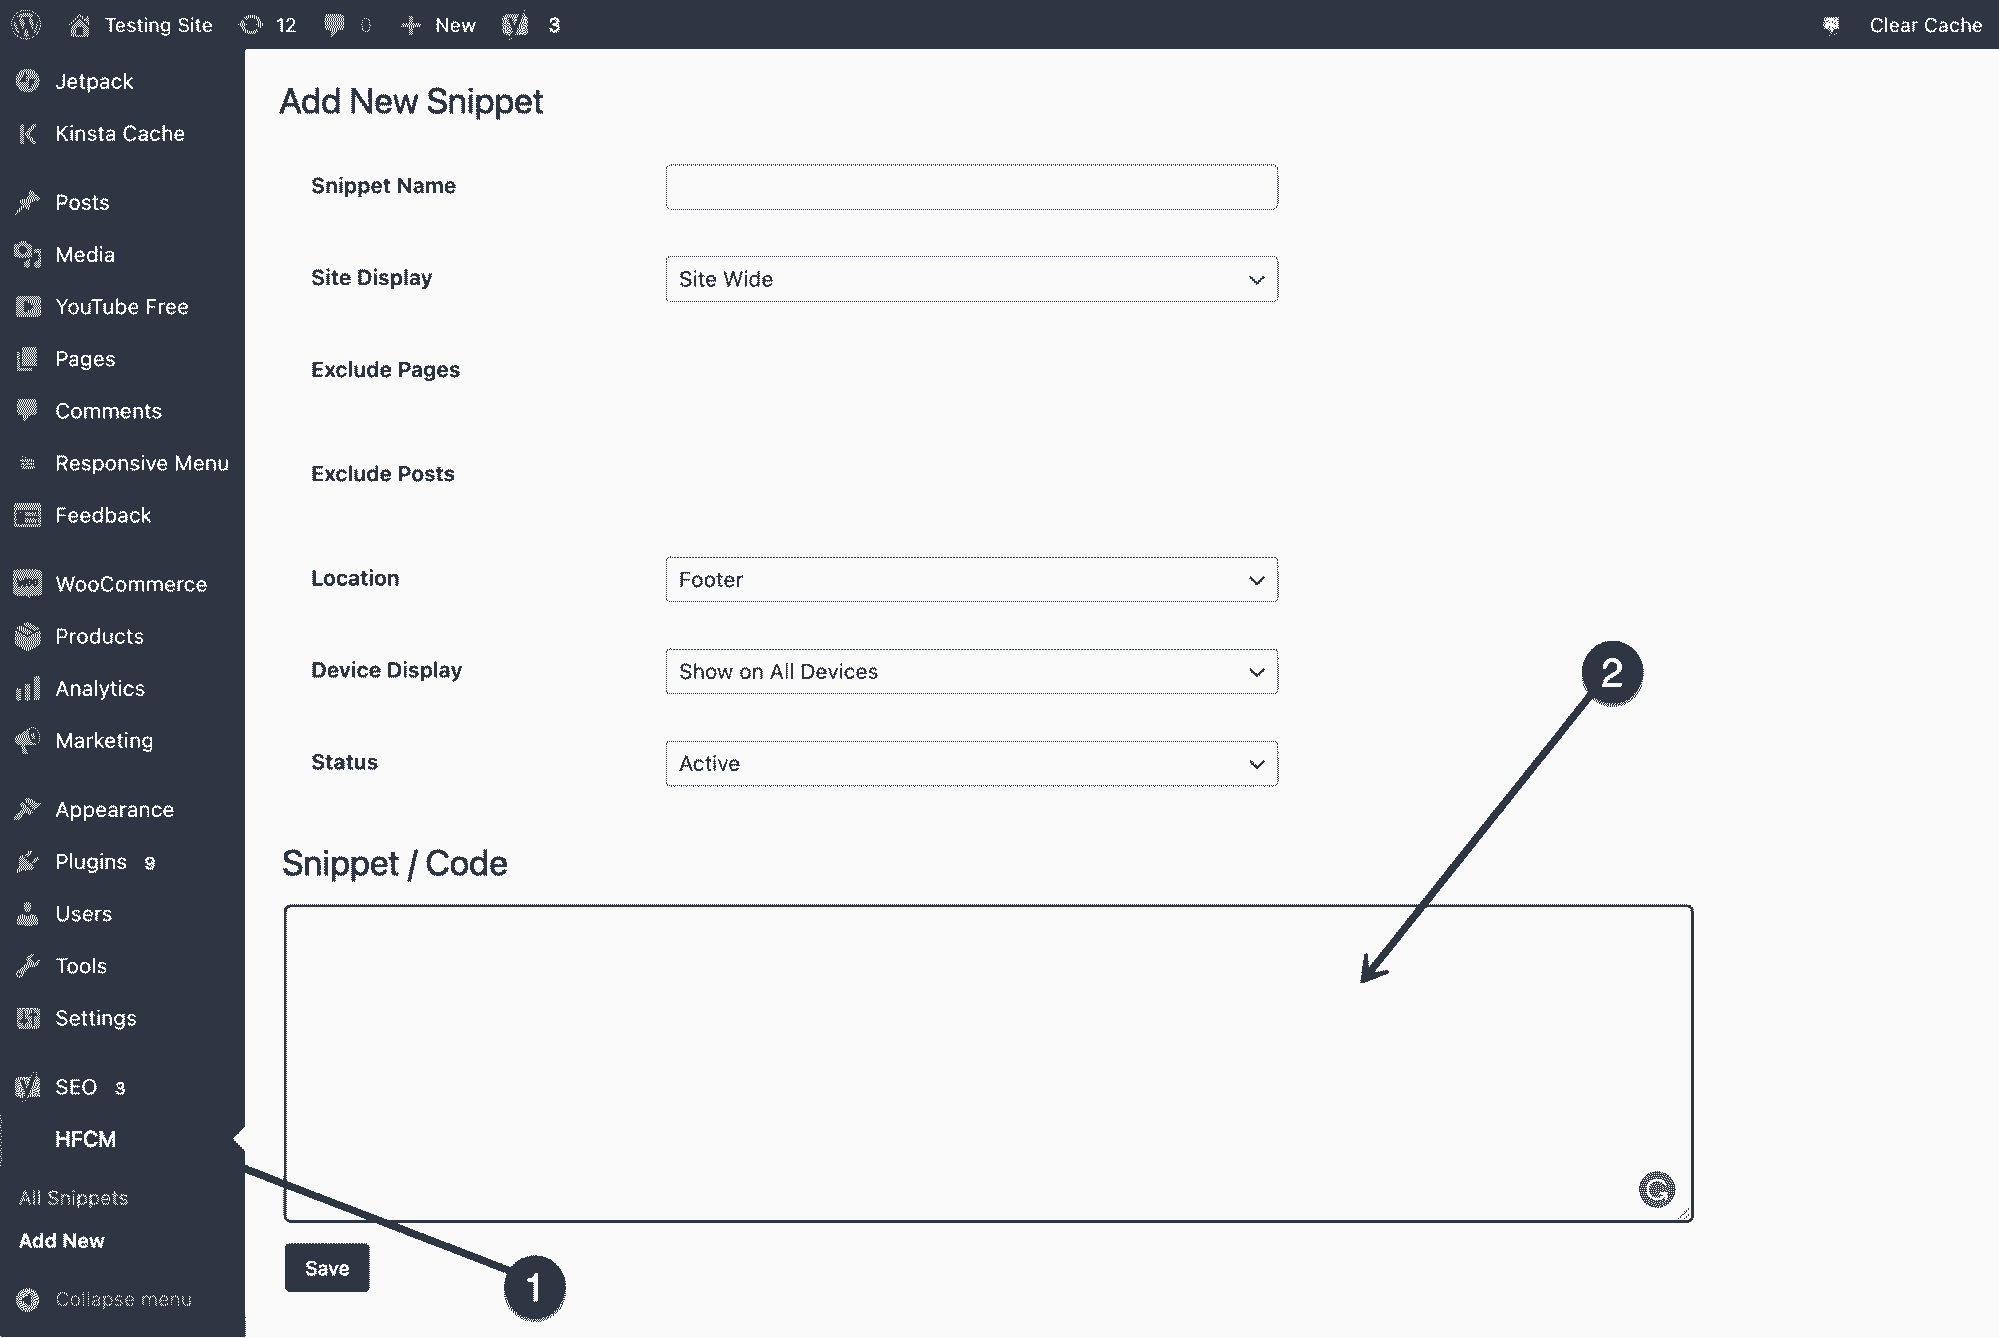 Testing Site 12 0 New 3 Clear Cache
Jetpack
Kinsta Cache
Posts
Media
YouTube Free
Pages
Comments
Responsive Menu
Feedback
WooCommerce
Products
Analytics
Marketing
Appearance
Plugins 9
Users
Tools
Settings
SEO 3
HFCM
All Snippets
Add New
Collapse menu
Add New Snippet
Snippet Name
Site Display Site Wide
Exclude Pages
Exclude Posts
Location Footer
Device Display Show on All Devices
Status Active
2
Snippet / Code
Save
1